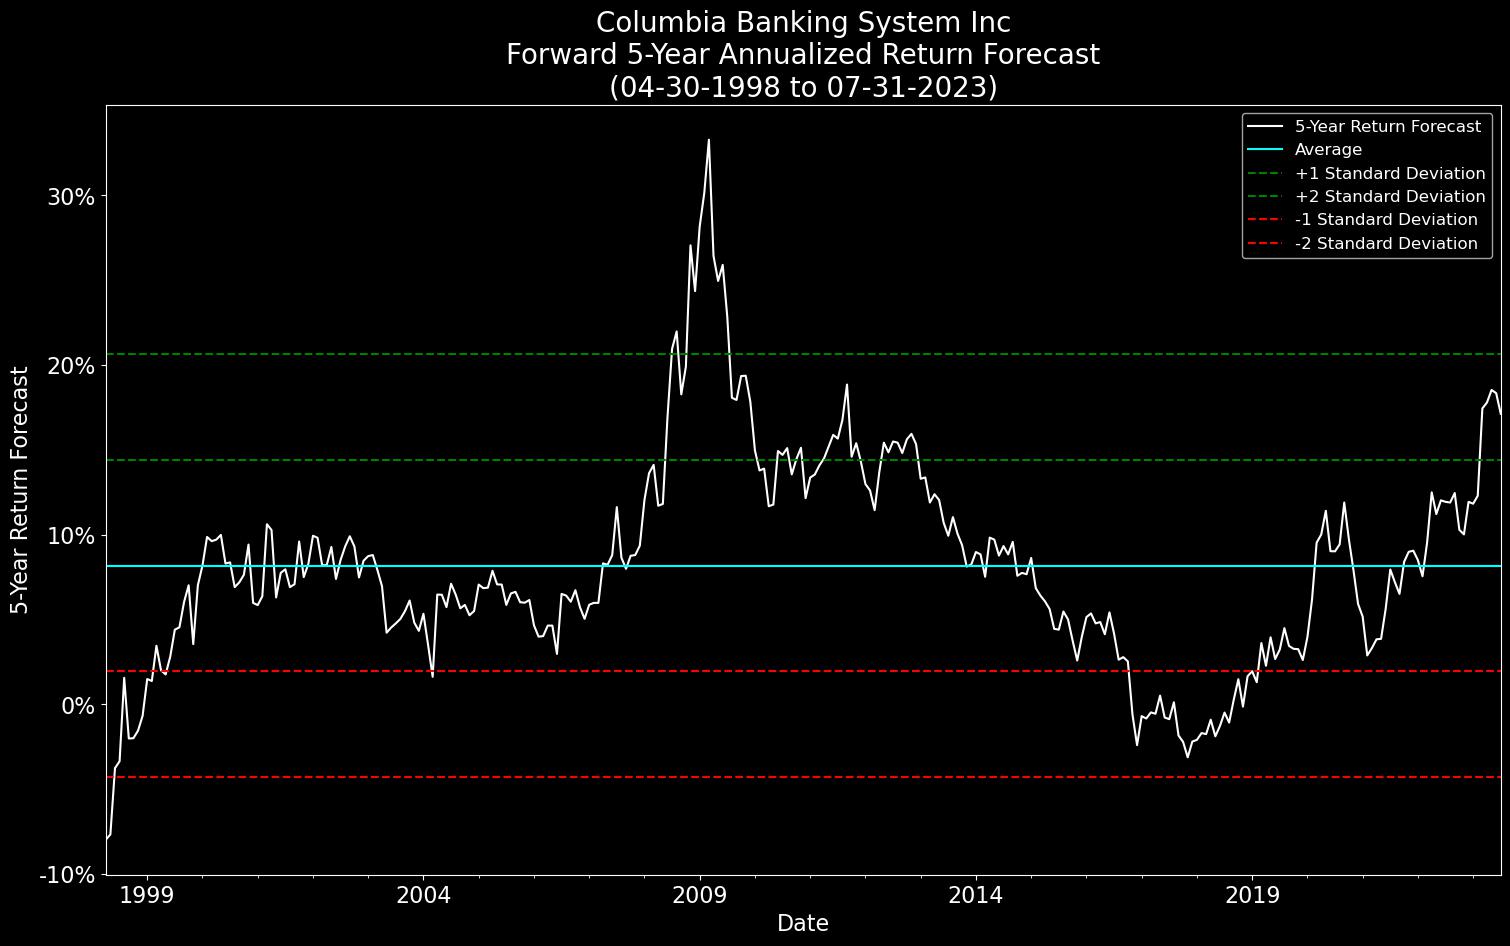 Columbia Banking System Inc
Forward 5-Year Annualized Return Forecast
(04-30-1998 to 07-31-2023)
5-Year Return Forecast
Average
+1 Standard Deviation
+2 Standard Deviation
-1 Standard Deviation
-2 Standard Deviation
30%
20%
10%
0%
-10%
5-Year Return Forecast
1999
2004
2009
2014
2019
Date